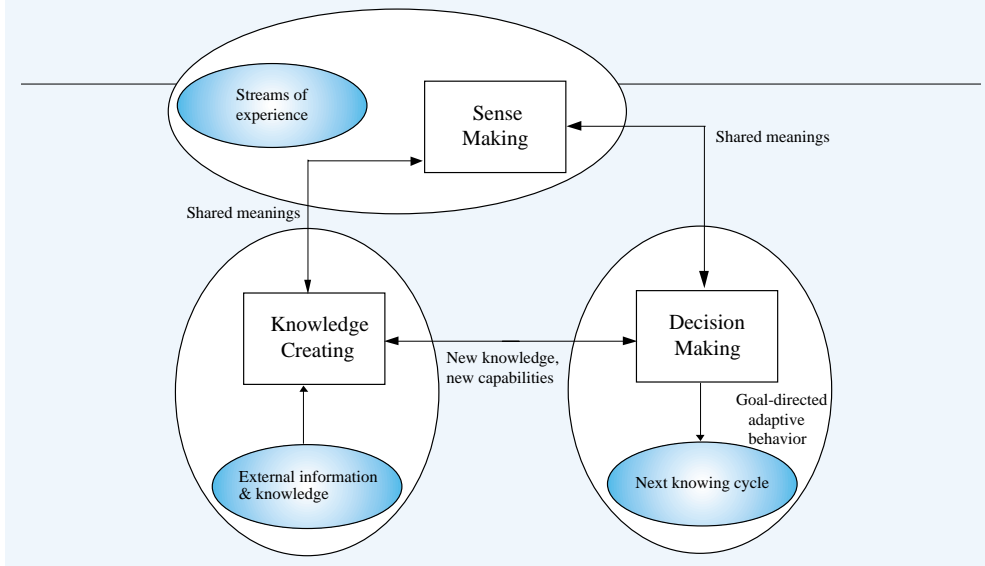 Streams of
experience
Sense
Making
Shared meanings
Shared meanings
Knowledge
Creating
Decision
Making
New knowledge,
new capabilities
Goal-directed
adaptive
behavior
External information
& knowledge
Next knowing cycle